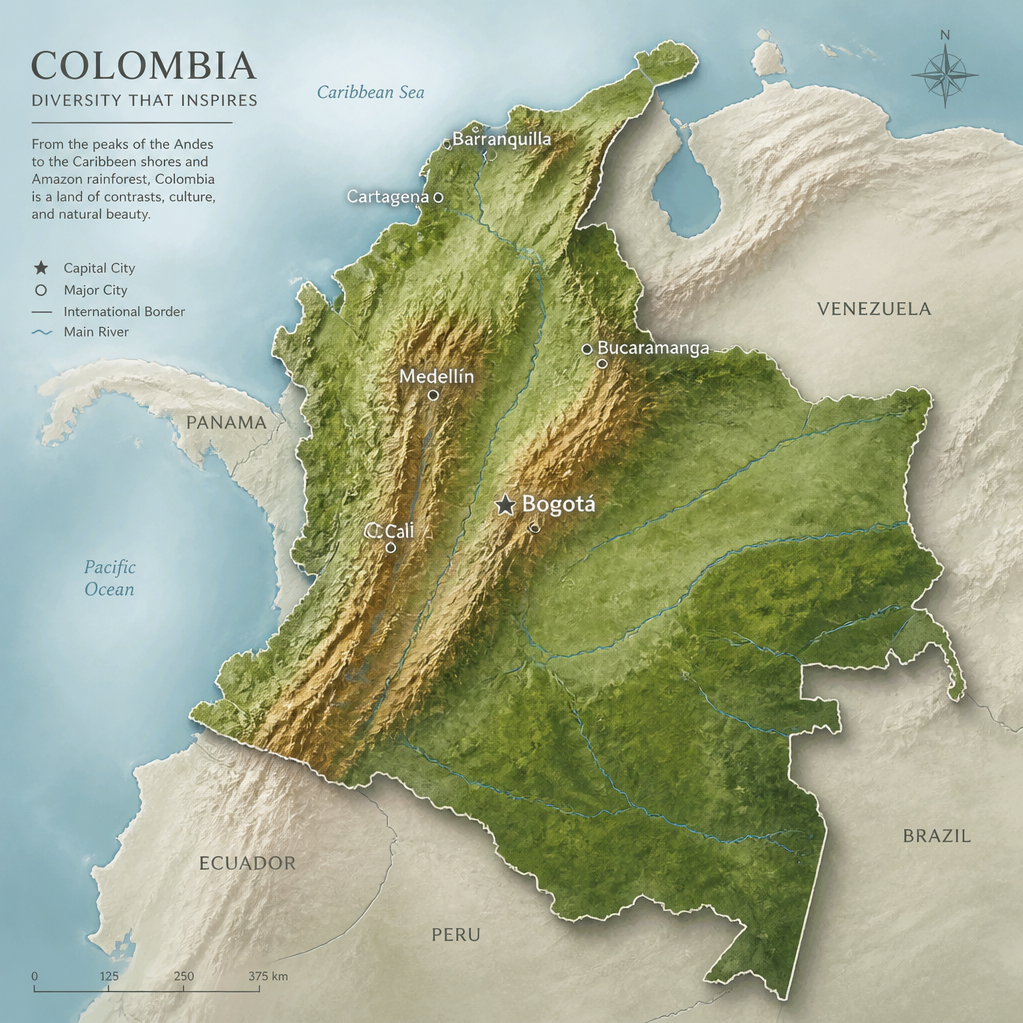 COLOMBIA
DIVERSITY THAT INSPIRES
From the peaks of the Andes
to the Caribbeen shores and
Amazon rainforest, Colombia
is a land of contrasts, culture,
and natural beauty.
Capital City
Major City
International Border
Main River
Caribbean Sea
N
Barranquilla
Cartagena
VENEZUELA
Bucaramanga
Medellín
PANAMA
Bogotá
C Cali
Pacific
Ocean
BRAZIL
ECUADOR
PERU
0 125 250 375 km